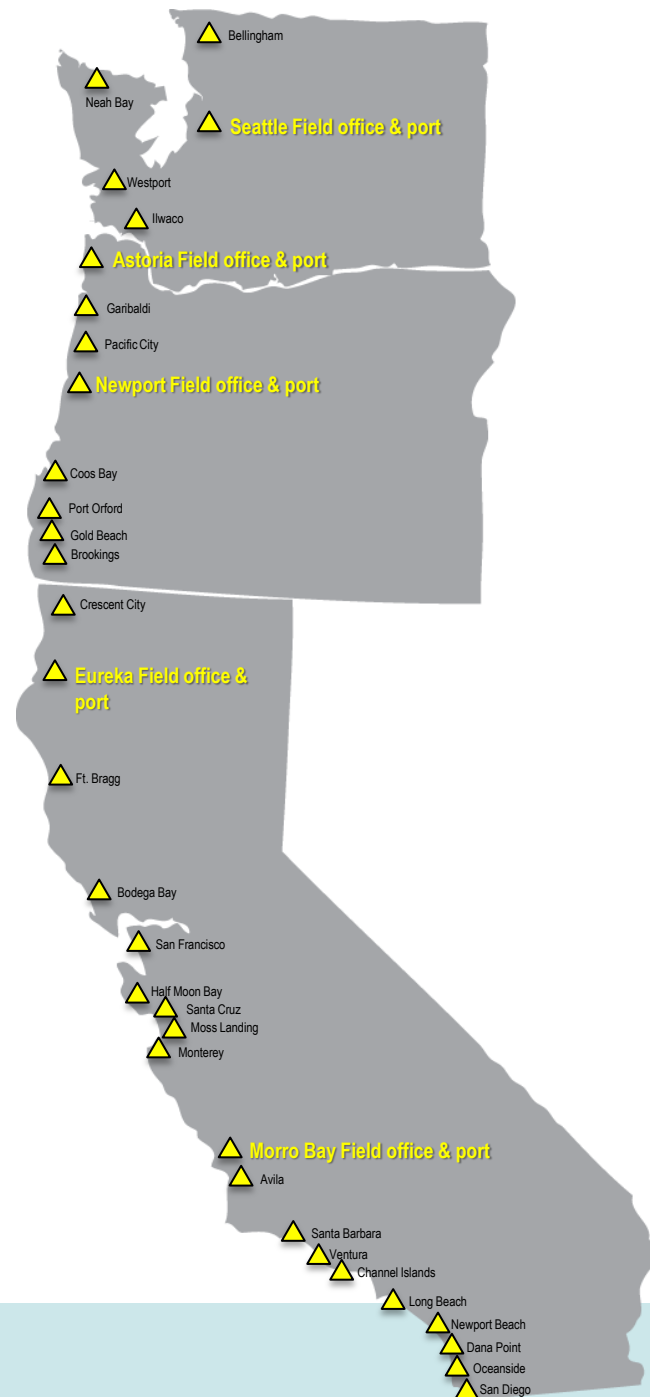 Bellingham
Neah Bay
Seattle Field office & port
Westport
Ilwaco
Astoria Field office & port
Garibaldi
Pacific City
Newport Field office & port
Coos Bay
Port Orford
Gold Beach
Brookings
Crescent City
Eureka Field office &
port
Ft. Bragg
Bodega Bay
San Francisco
Half Moon Bay
Santa Cruz
Moss Landing
Monterey
Morro Bay Field office & port
Avila
Santa Barbara
Ventura
Channel Islands
Long Beach
Newport Beach
Dana Point
Oceanside
San Diego